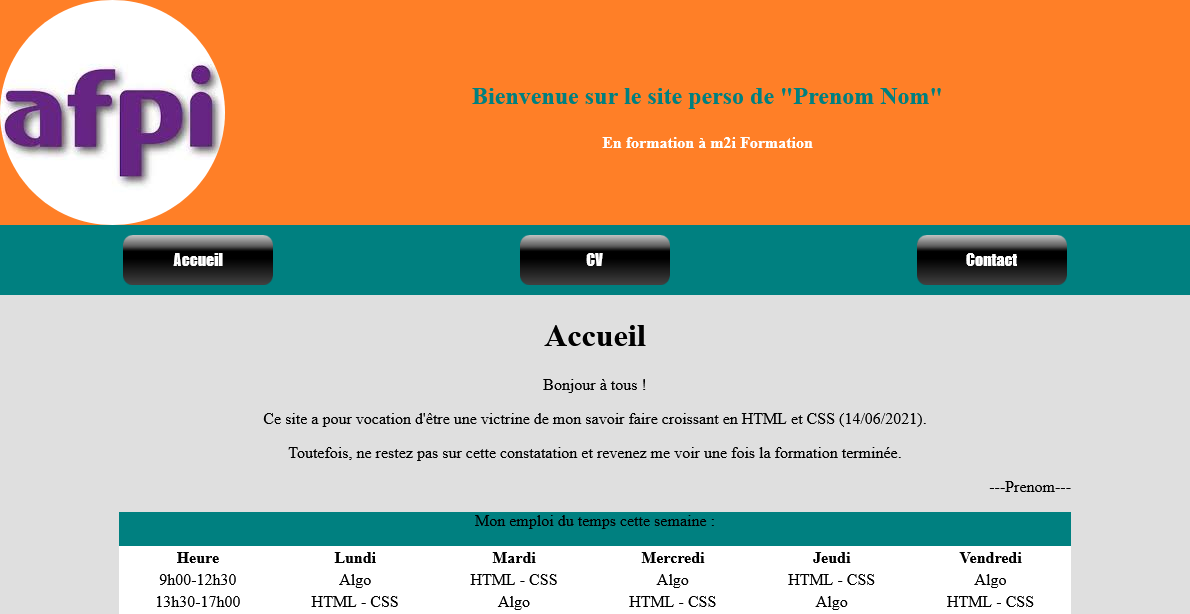 afpi
Bienvenue sur le site perso de "Prenom Nom"
En formation à m2i Formation
Accueil CV Contact
Accueil
Bonjour à tous !
Ce site a pour vocation d'être une victrine de mon savoir faire croissant en HTML et CSS (14/06/2021).
Toutefois, ne restez pas sur cette constatation et revenez me voir une fois la formation terminée.
---Prenom---
Mon emploi du temps cette semaine :
Heure Lundi Mardi Mercredi Jeudi Vendredi
9h00-12h30 Algo HTML - CSS Algo HTML - CSS Algo
13h30-17h00 HTML - CSS Algo HTML - CSS Algo HTML - CSS